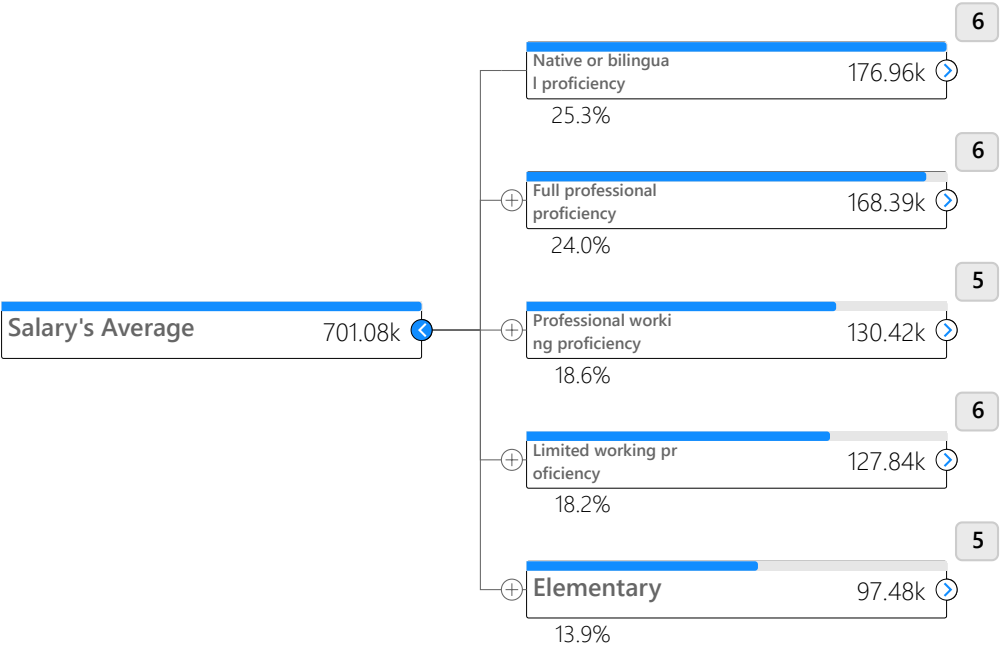 6
Native or bilingua
l proficiency
176.96k
25.3%
6
Full professional
proficiency
168.39k
24.0%
Salary's Average
701.08k
5
Professional worki
ng proficiency
130.42k
18.6%
6
Limited working pr
oficiency
127.84k
18.2%
5
Elementary
97.48k
13.9%